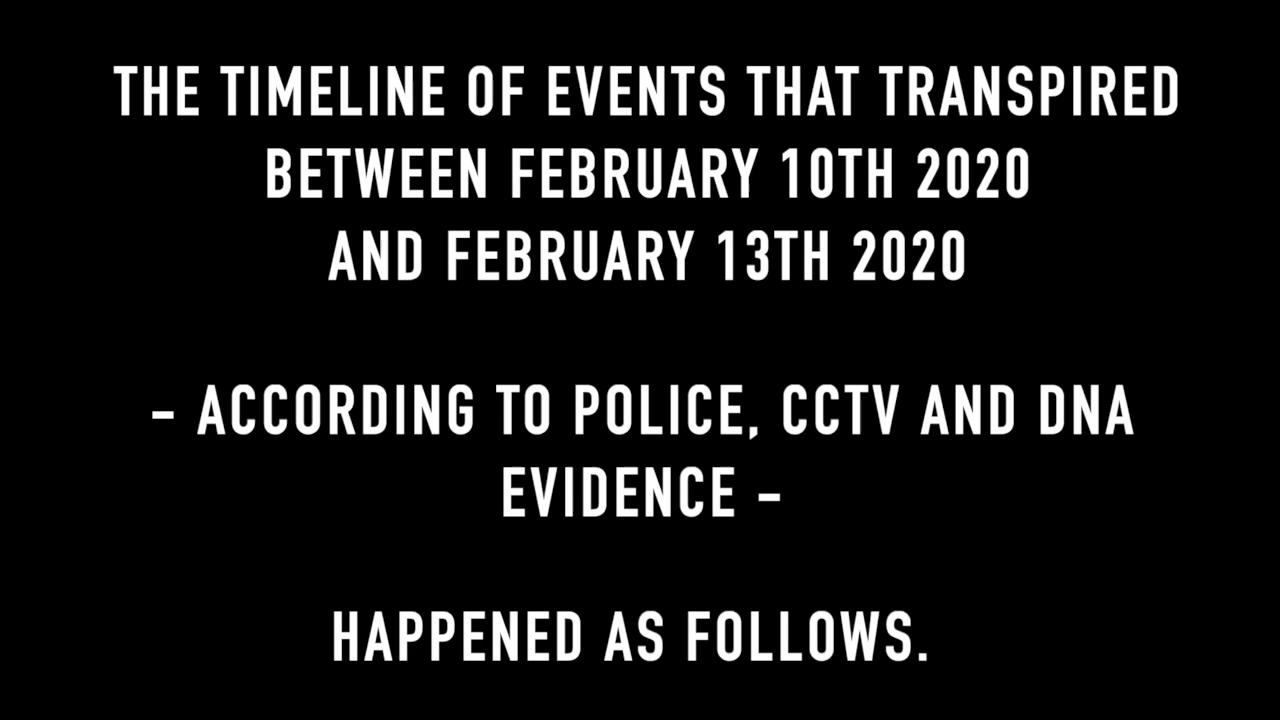 THE TIMELINE OF EVENTS THAT TRANSPIRED
BETWEEN FEBRUARY 10TH 2020
AND FEBRUARY 13TH 2020
- ACCORDING TO POLICE, CCTV AND DNA
EVIDENCE -
HAPPENED AS FOLLOWS.